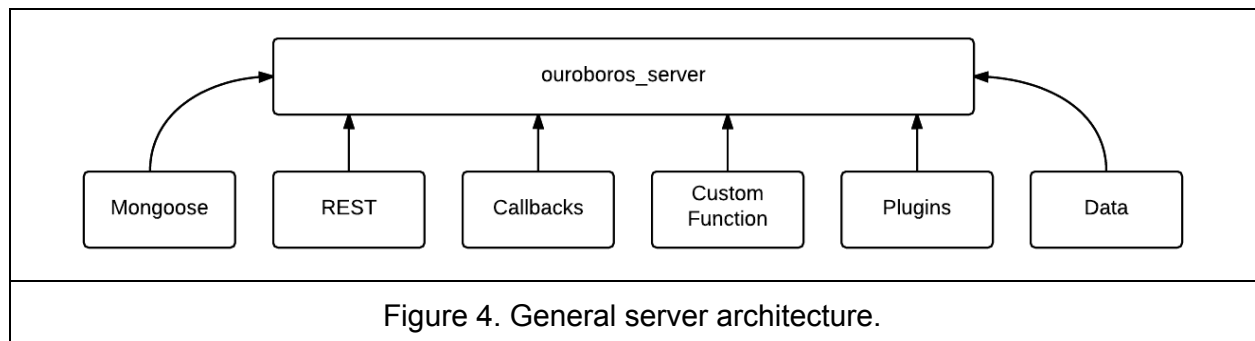 ouroboros_server
Mongoose
REST
Callbacks
Custom
Function
Plugins
Data
Figure 4. General server architecture.